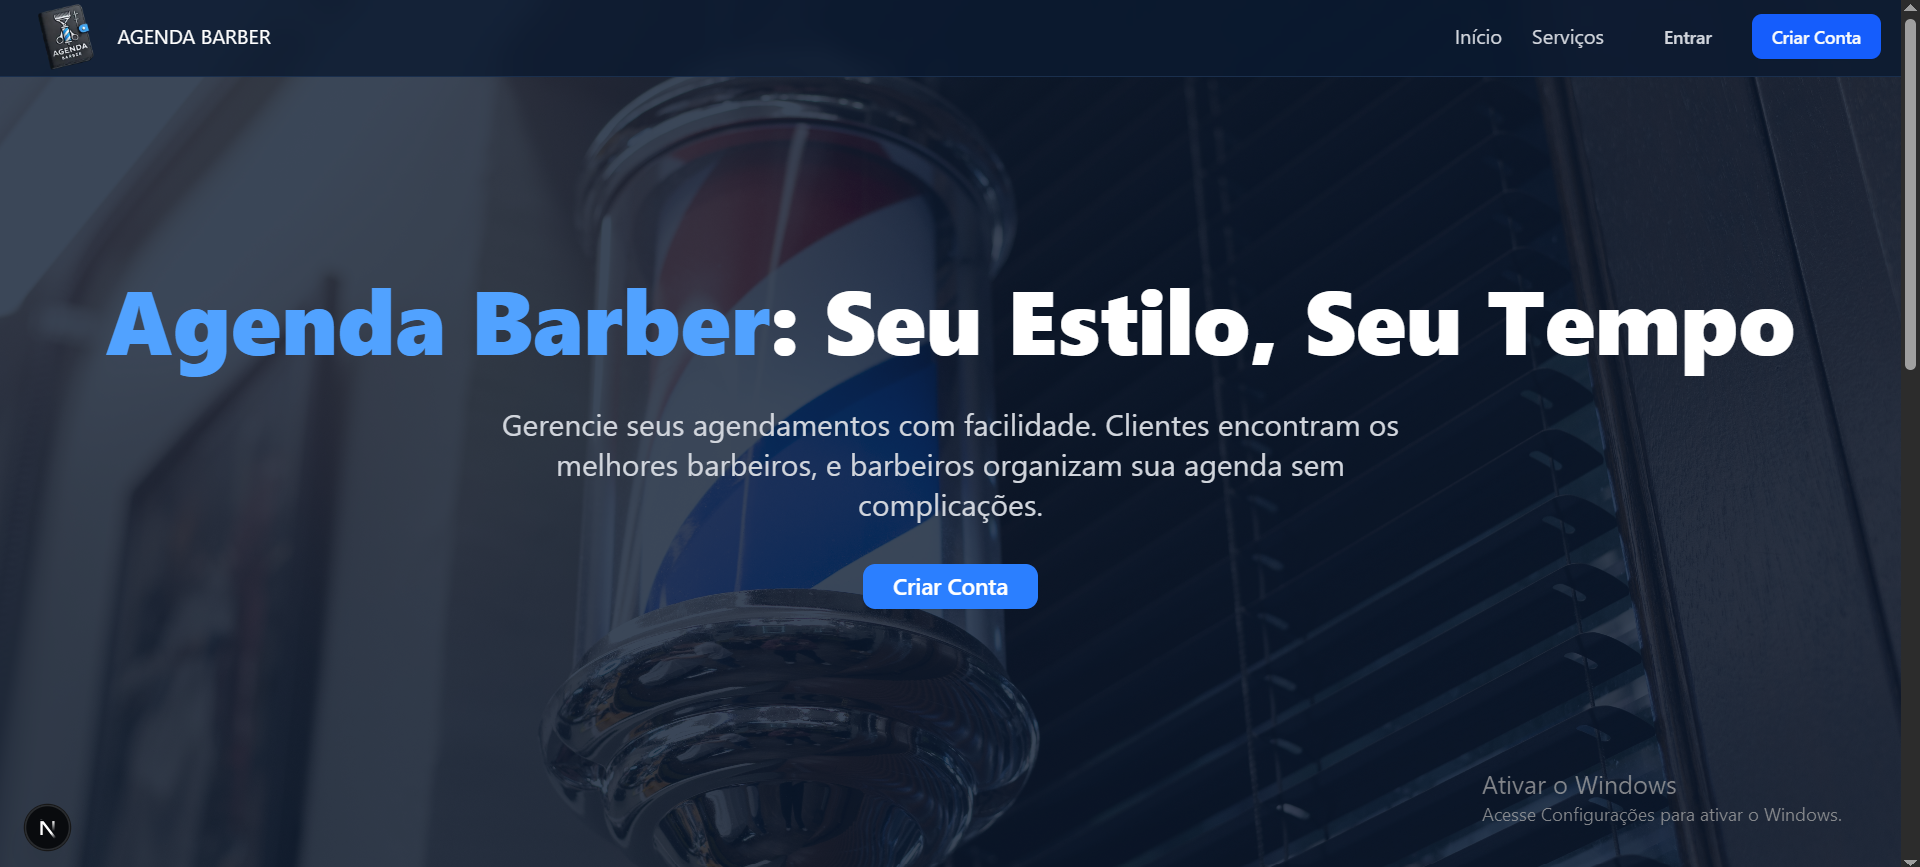 AGENDA
BARBER
AGENDA BARBER
Início
Serviços
Entrar
Criar Conta
Agenda Barber: Seu Estilo, Seu Tempo
Gerencie seus agendamentos com facilidade. Clientes encontram os
melhores barbeiros, e barbeiros organizam sua agenda sem
complicações.
Criar Conta
Ativar o Windows
Acesse Configurações para ativar o Windows.
N